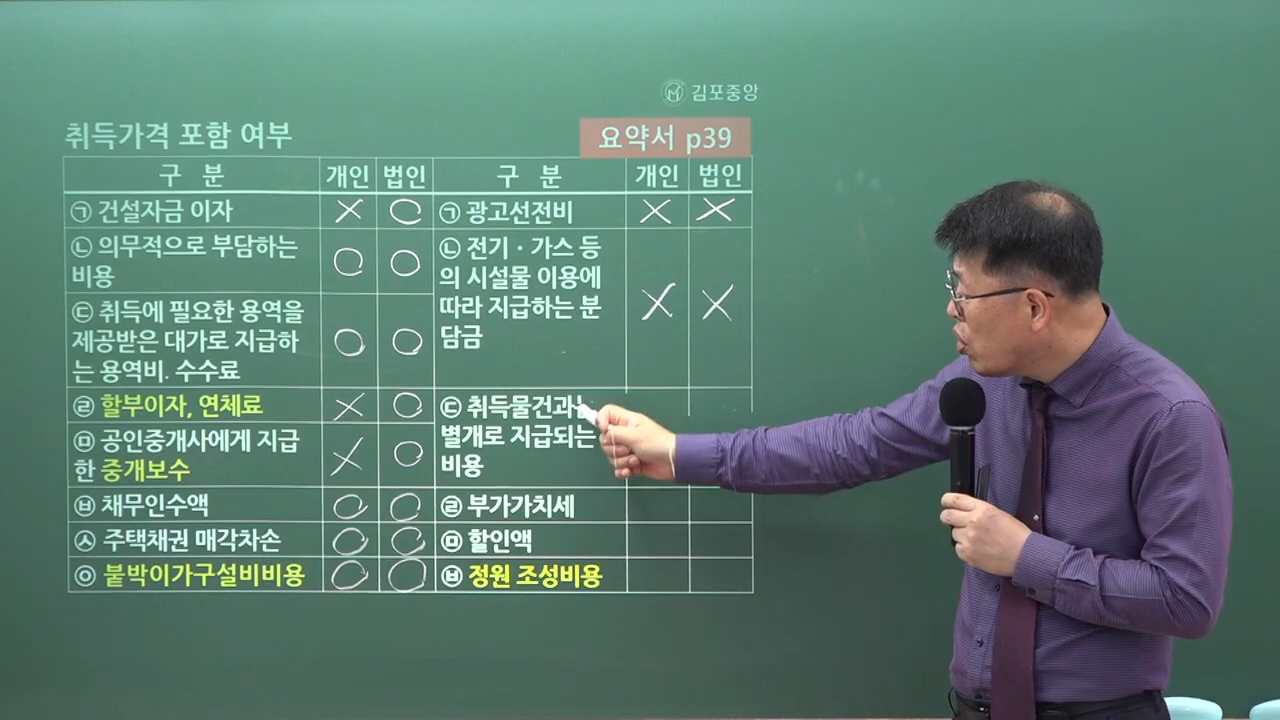 김포중앙
취득가격 포함 여부
요약서 p39
구 분 개인 법인 구 분 개인 법인
㉠ 건설자금 이자 X O ㉠ 광고선전비 X X
㉡ 의무적으로 부담하는
비용 O O
㉡ 전기·가스 등
의 시설물 이용에
따라 지급하는 분
담금 X X
㉢ 취득에 필요한 용역을
제공받은 대가로 지급하
는 용역비. 수수료 O O
㉣ 할부이자, 연체료 X O
㉢ 취득물건과는
별개로 지급되는
비용
㉤ 공인중개사에게 지급
한 중개보수 X O
㉥ 채무인수액 O O ㉣ 부가가치세
㉦ 주택채권 매각차손 O O ㉤ 할인액
㉧ 붙박이가구설비비용 O O ㉥ 정원 조성비용